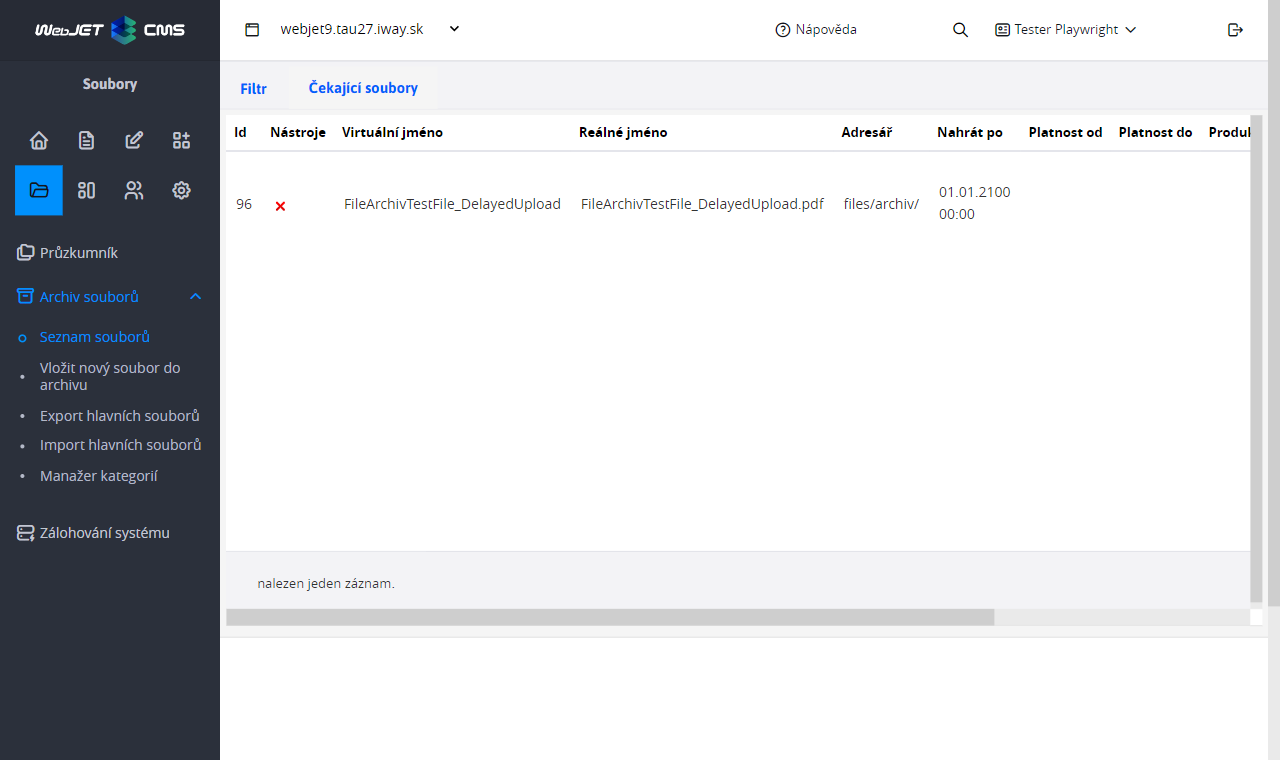 WebJET CMS
webjet9.tau27.iway.sk
Nápověda
Tester Playwright
Soubory
Filtr
Čekající soubory
Id Nástroje Virtuální jméno Reálné jméno Adresář Nahrát po Platnost od Platnost do
96 FileArchivTestFile_DelayedUpload FileArchivTestFile_DelayedUpload.pdf files/archiv/ 01.01.2100
00:00
Průzkumník
Archiv souborů
Seznam souborů
Vložit nový soubor do
archivu
Export hlavních souborů
Import hlavních souborů
Manažer kategorií
Zálohování systému
nalezen jeden záznam.